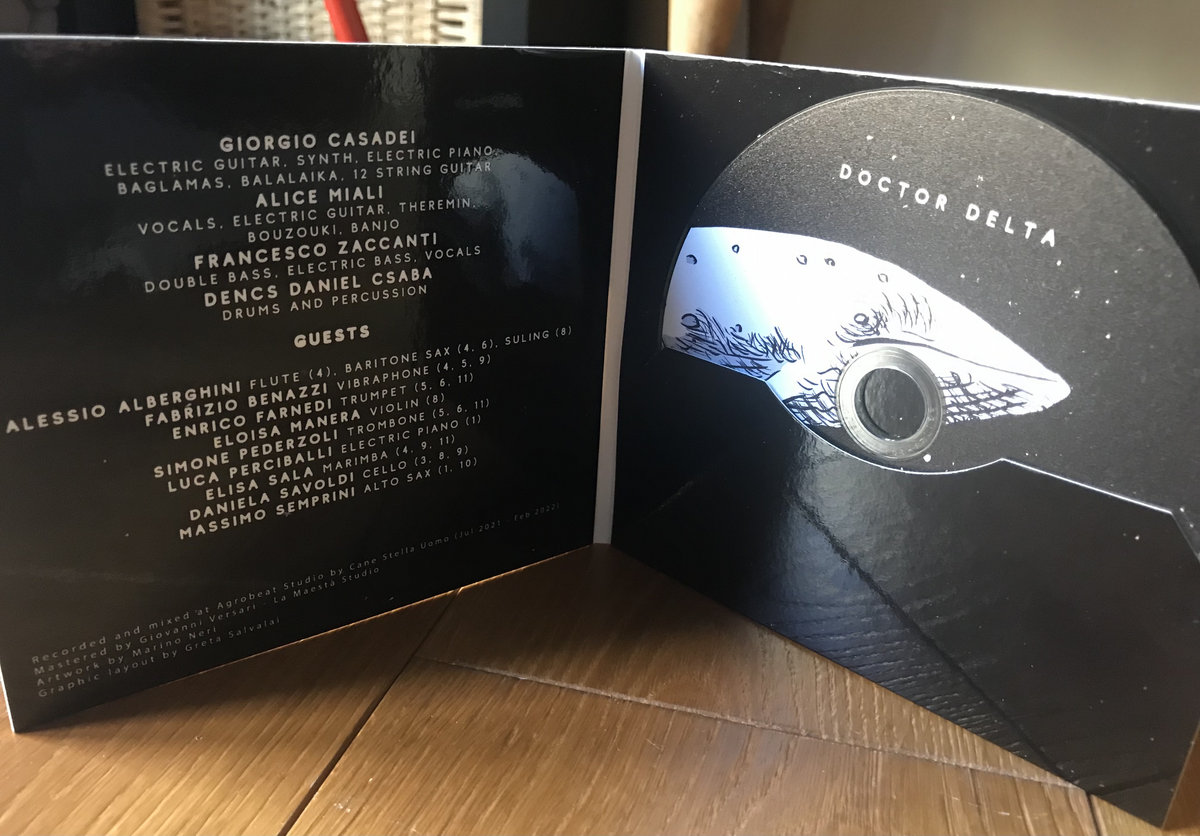 GIORGIO CASADEI
ELECTRIC GUITAR, SYNTH, ELECTRIC PIANO,
BAGLAMAS, BALALAIKA, 12 STRING GUITAR
ALICE MIALI
VOCALS, ELECTRIC GUITAR, THEREMIN,
BOUZOUKI, BANJO
FRANCESCO ZACCANTI
DOUBLE BASS, ELECTRIC BASS, VOCALS
DENCS DANIEL CSABA
DRUMS AND PERCUSSION
GUESTS
ALESSIO ALBERGHINI FLUTE (4), BARITONE SAX (4, 6), SULING (8)
FABRIZIO BENAZZI VIBRAPHONE (4, 5, 9)
ENRICO FARNEDI TRUMPET (5, 6, 11)
ELOISA MANERA VIOLIN (8)
SIMONE PEDERZOLI TROMBONE (5, 6, 11)
LUCA PERCIBALLI ELECTRIC PIANO (1)
ELISA SALA MARIMBA (4, 9, 11)
DANIELA SAVOLDI CELLO (3, 8, 9)
MASSIMO SEMPRINI ALTO SAX (1, 10)
Recorded and mixed at Agrobeat Studio by Cane Stella Uomo (Jul 2021 - Feb 2022)
Mastered by Giovanni Versari - La Maestà Studio
Artwork by Marino Neri
Graphic layout by Greta Salvalai
DOCTOR DELTA